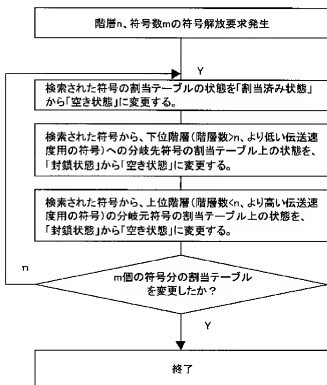 階層n、符号数mの符号解放要求発生
Y
検索された符号の割当テーブルの状態を「割当済み状態」
から「空き状態」に変更する。
検索された符号から、下位階層(階層数>n、より低い伝送速
度用の符号)への分岐先符号の割当テーブル上の状態を、
「封鎖状態」から「空き状態」に変更する。
検索された符号から、上位階層(階層数<n、より高い伝送速
度用の符号)の分岐元符号の割当テーブル上の状態を、
「封鎖状態」から「空き状態」に変更する。
n
m個の符号分の割当テーブル
を変更したか?
Y
終了